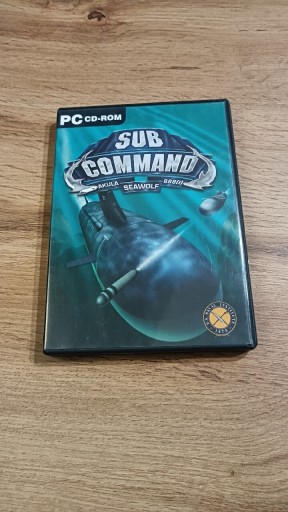 PC CD-ROM
SUB
COMMAND
AKULA SEAWOLF 688(I)